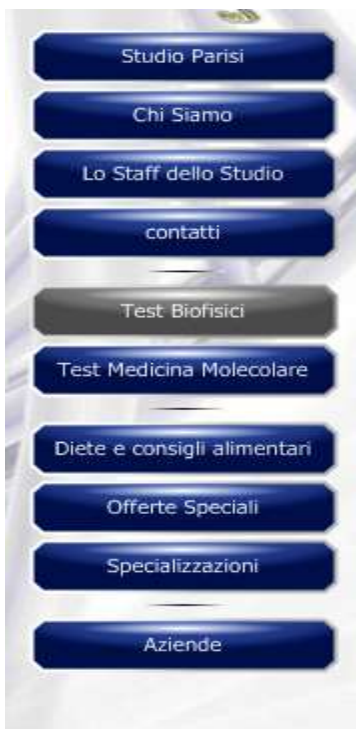 Studio Parisi
Chi Siamo
Lo Staff dello Studio
contatti
Test Biofisici
Test Medicina Molecolare
Diete e consigli alimentari
Offerte Speciali
Specializzazioni
Aziende